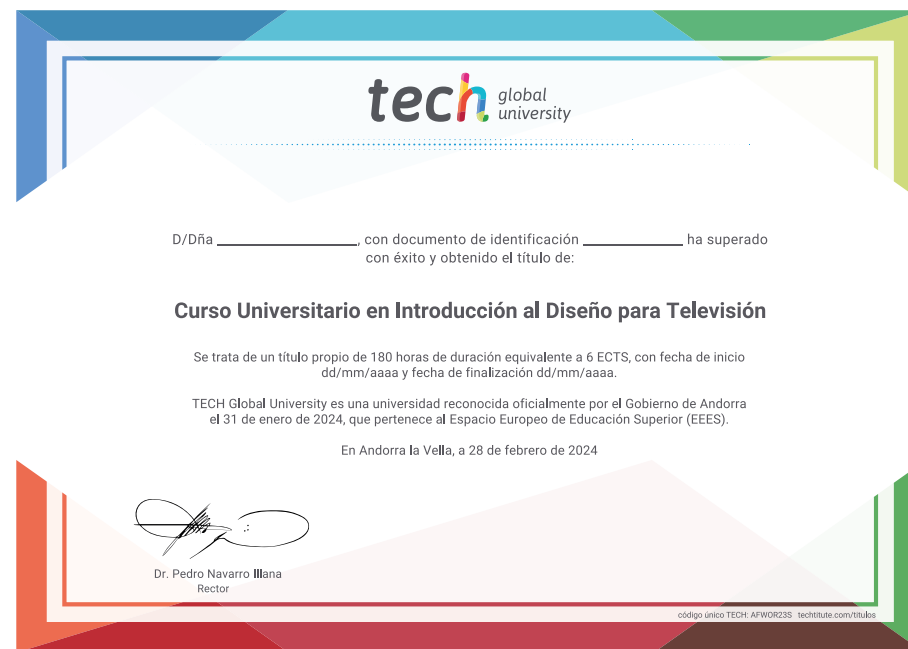 tech global university
D/Dña ____________________, con documento de identificación ______________ ha superado
con éxito y obtenido el título de:
Curso Universitario en Introducción al Diseño para Televisión
Se trata de un título propio de 180 horas de duración equivalente a 6 ECTS, con fecha de inicio
dd/mm/aaaa y fecha de finalización dd/mm/aaaa.
TECH Global University es una universidad reconocida oficialmente por el Gobierno de Andorra
el 31 de enero de 2024, que pertenece al Espacio Europeo de Educación Superior (EEES).
En Andorra la Vella, a 28 de febrero de 2024
Dr. Pedro Navarro Illana
Rector
código único TECH: AFWOR23S techtitute.com/titulos